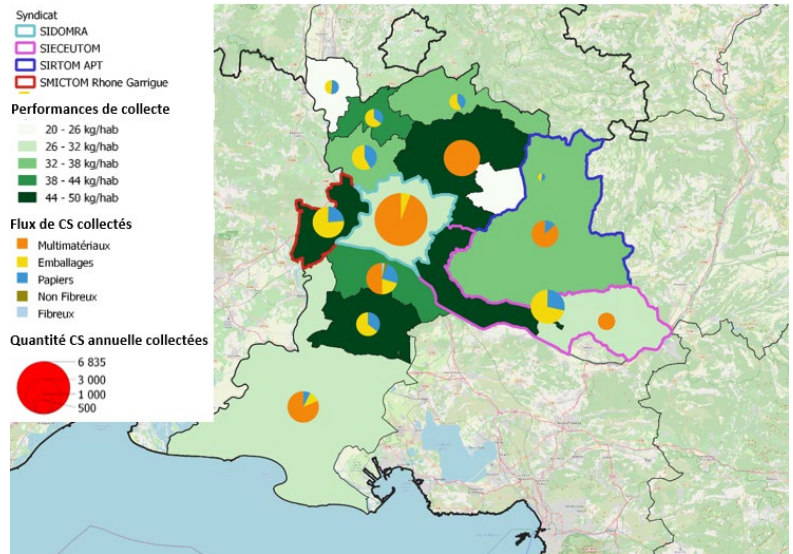 Syndicat
SIDOMRA
SIECEUTOM
SIRTOM APT
SMICTOM Rhone Garrigue
Performances de collecte
20 - 26 kg/hab
26 - 32 kg/hab
32 - 38 kg/hab
38 - 44 kg/hab
44 - 50 kg/hab
Flux de CS collectés
Multimatériaux
Emballages
Papiers
Non Fibreux
Fibreux
Quantité CS annuelle collectées
6 835
3 000
1 000
500